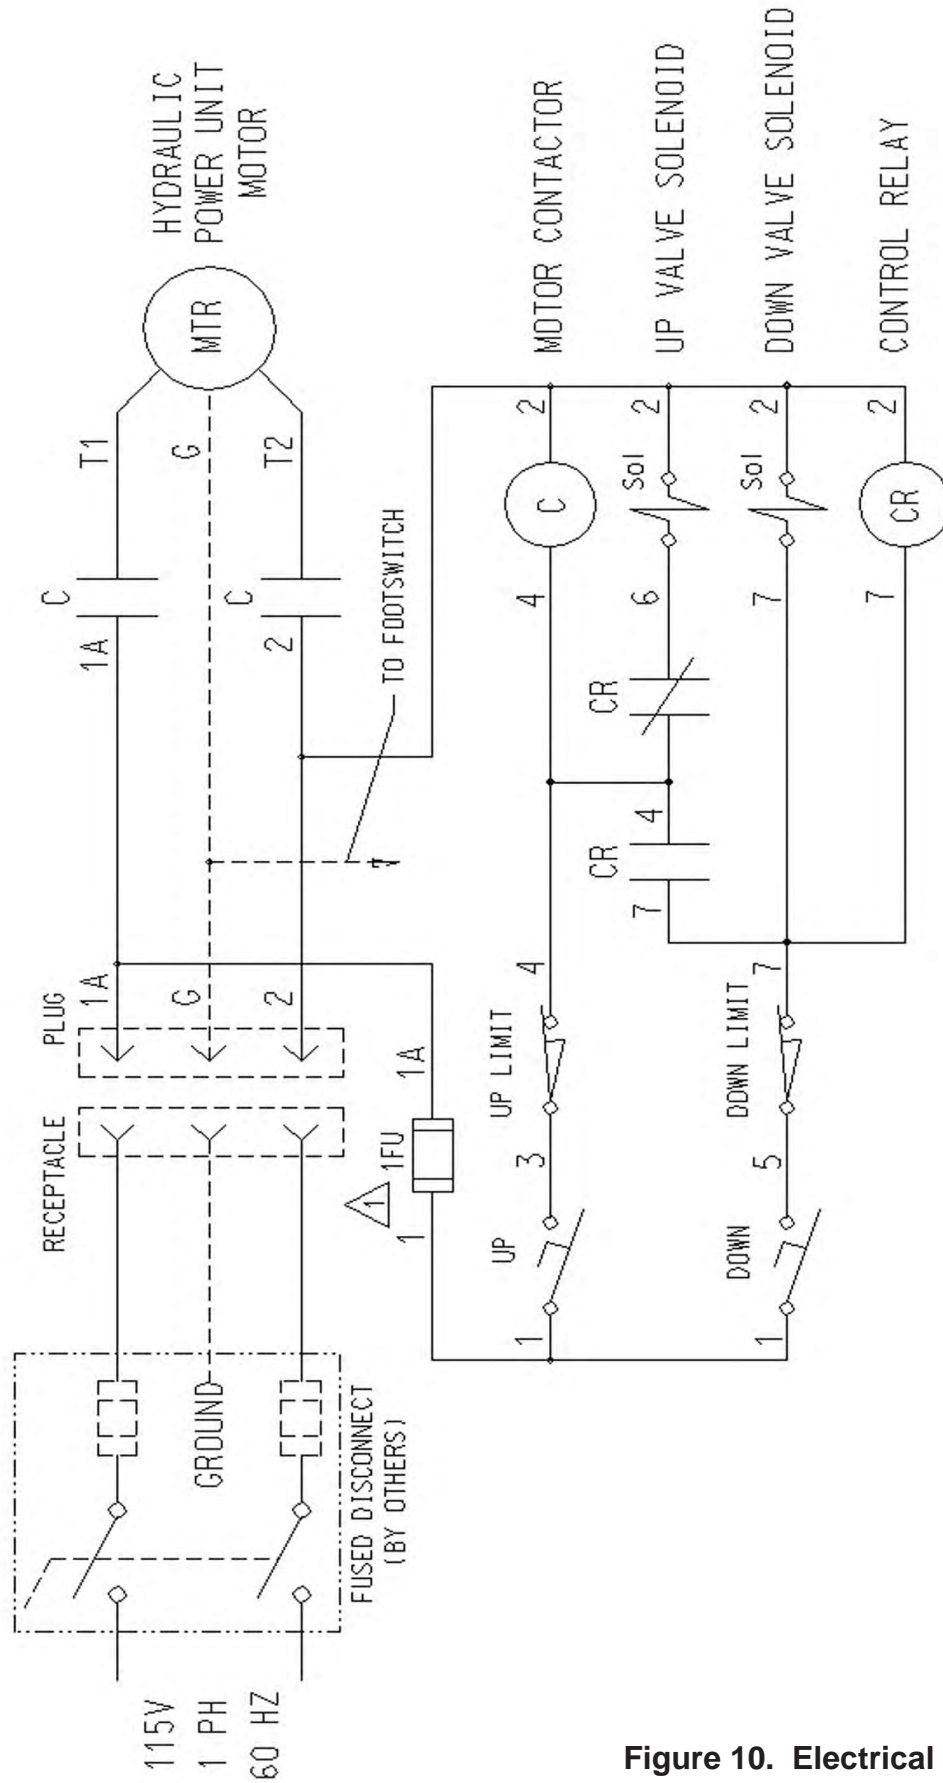 115V
1 PH
60 HZ
FUSED DISCONNECT
(BY OTHERS)
GROUND
RECEPTACLE
PLUG
1A
G
2
1A
C
T1
G
2
C
T2
MTR
HYDRAULIC
POWER UNIT
MOTOR
TO FOOTSWITCH
1
1
1FU
1A
1
UP
3
UP LIMIT
4
4
C
2
MOTOR CONTACTOR
7
CR
4
CR
6
Sol
2
UP VALVE SOLENOID
1
DOWN
5
DOWN LIMIT
7
7
Sol
2
DOWN VALVE SOLENOID
7
CR
2
CONTROL RELAY
Figure 10.  Electrical